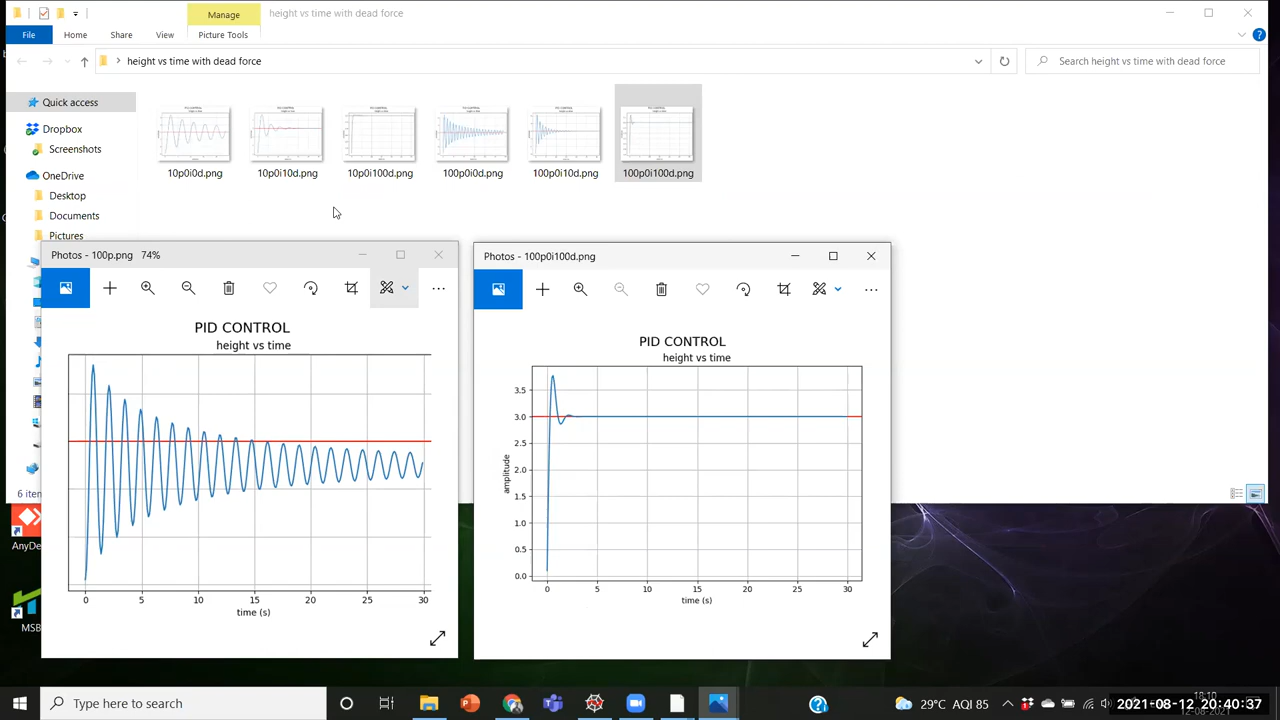 Manage
height vs time with dead force
File
Home
Share
View
Picture Tools
height vs time with dead force
Search height vs time with dead force
Quick access
Dropbox
Screenshots
OneDrive
Desktop
Documents
Pictures
10p0i0d.png
10p0i10d.png
10p0i100d.png
100p0i0d.png
100p0i10d.png
100p0i100d.png
6 item
Photos - 100p.png 74%
PID CONTROL
height vs time
0 5 10 15 20 25 30
time (s)
Photos - 100p0i100d.png
PID CONTROL
height vs time
amplitude
3.5
3.0
2.5
2.0
1.5
1.0
0.5
0.0
0 5 10 15 20 25 30
time (s)
AnyDe
MSB
Type here to search
29°C AQI 85
18:10
12-08-2021
2021-08-12 20:40:37